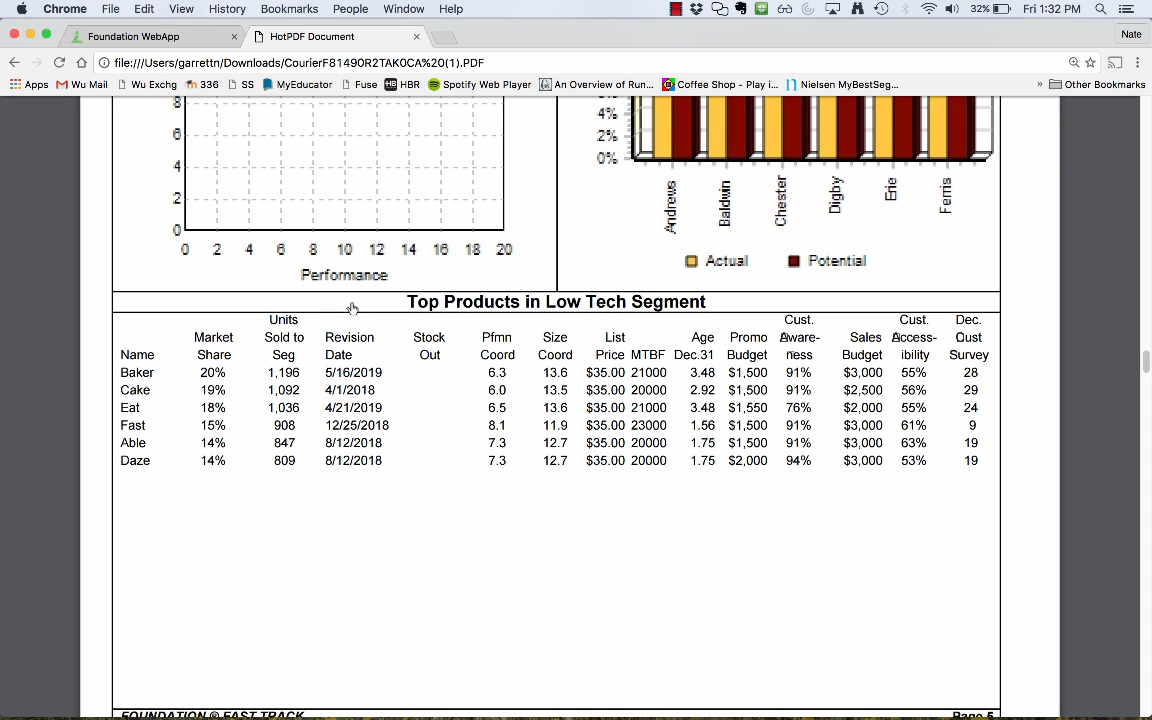 Chrome File Edit View History Bookmarks People Window Help 32% Fri 1:32 PM
Foundation WebApp × HotPDF Document × Nate
file:///Users/garrettn/Downloads/CourierF81490R2TAK0CA%20(1).PDF
Apps Wu Mail Wu Exchg 336 SS MyEducator Fuse HBR Spotify Web Player An Overview of Run... Coffee Shop - Play i... Nielsen MyBestSeg... » Other Bookmarks
8
6
4
2
0
0 2 4 6 8 10 12 14 16 18 20
Performance
4%
2%
0%
Andrews Baldwin Chester Digby Erie Ferris
Actual Potential
Top Products in Low Tech Segment
Name Market Share Units Sold to Seg Revision Date Stock Out Pfmn Coord Size Coord List Price MTBF Age Dec.31 Promo Budget Cust. Aware-ness Sales Budget Cust. Access-ibility Dec. Cust Survey
Baker 20% 1,196 5/16/2019 6.3 13.6 $35.00 21000 3.48 $1,500 91% $3,000 55% 28
Cake 19% 1,092 4/1/2018 6.0 13.5 $35.00 20000 2.92 $1,500 91% $2,500 56% 29
Eat 18% 1,036 4/21/2019 6.5 13.6 $35.00 21000 3.48 $1,550 76% $2,000 55% 24
Fast 15% 908 12/25/2018 8.1 11.9 $35.00 23000 1.56 $1,500 91% $3,000 61% 9
Able 14% 847 8/12/2018 7.3 12.7 $35.00 20000 1.75 $1,500 91% $3,000 63% 19
Daze 14% 809 8/12/2018 7.3 12.7 $35.00 20000 1.75 $2,000 94% $3,000 53% 19
FOUNDATION ® FAST TRACK Page 5